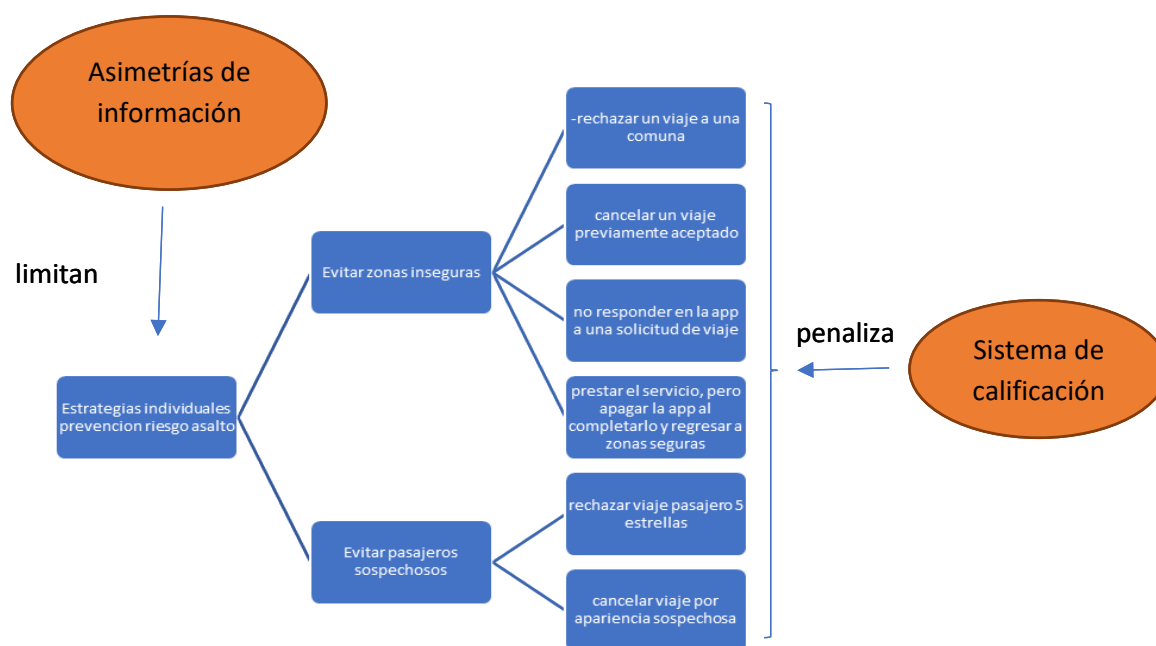 Asimetrías de
información
limitan
Estrategias individuales
prevencion riesgo asalto
Evitar zonas inseguras
Evitar pasajeros
sospechosos
-rechazar un viaje a una
comuna
cancelar un viaje
previamente aceptado
no responder en la app
a una solicitud de viaje
prestar el servicio, pero
apagar la app al
completarlo y regresar a
zonas seguras
rechazar viaje pasajero 5
estrellas
cancelar viaje por
apariencia sospechosa
penaliza
Sistema de
calificación